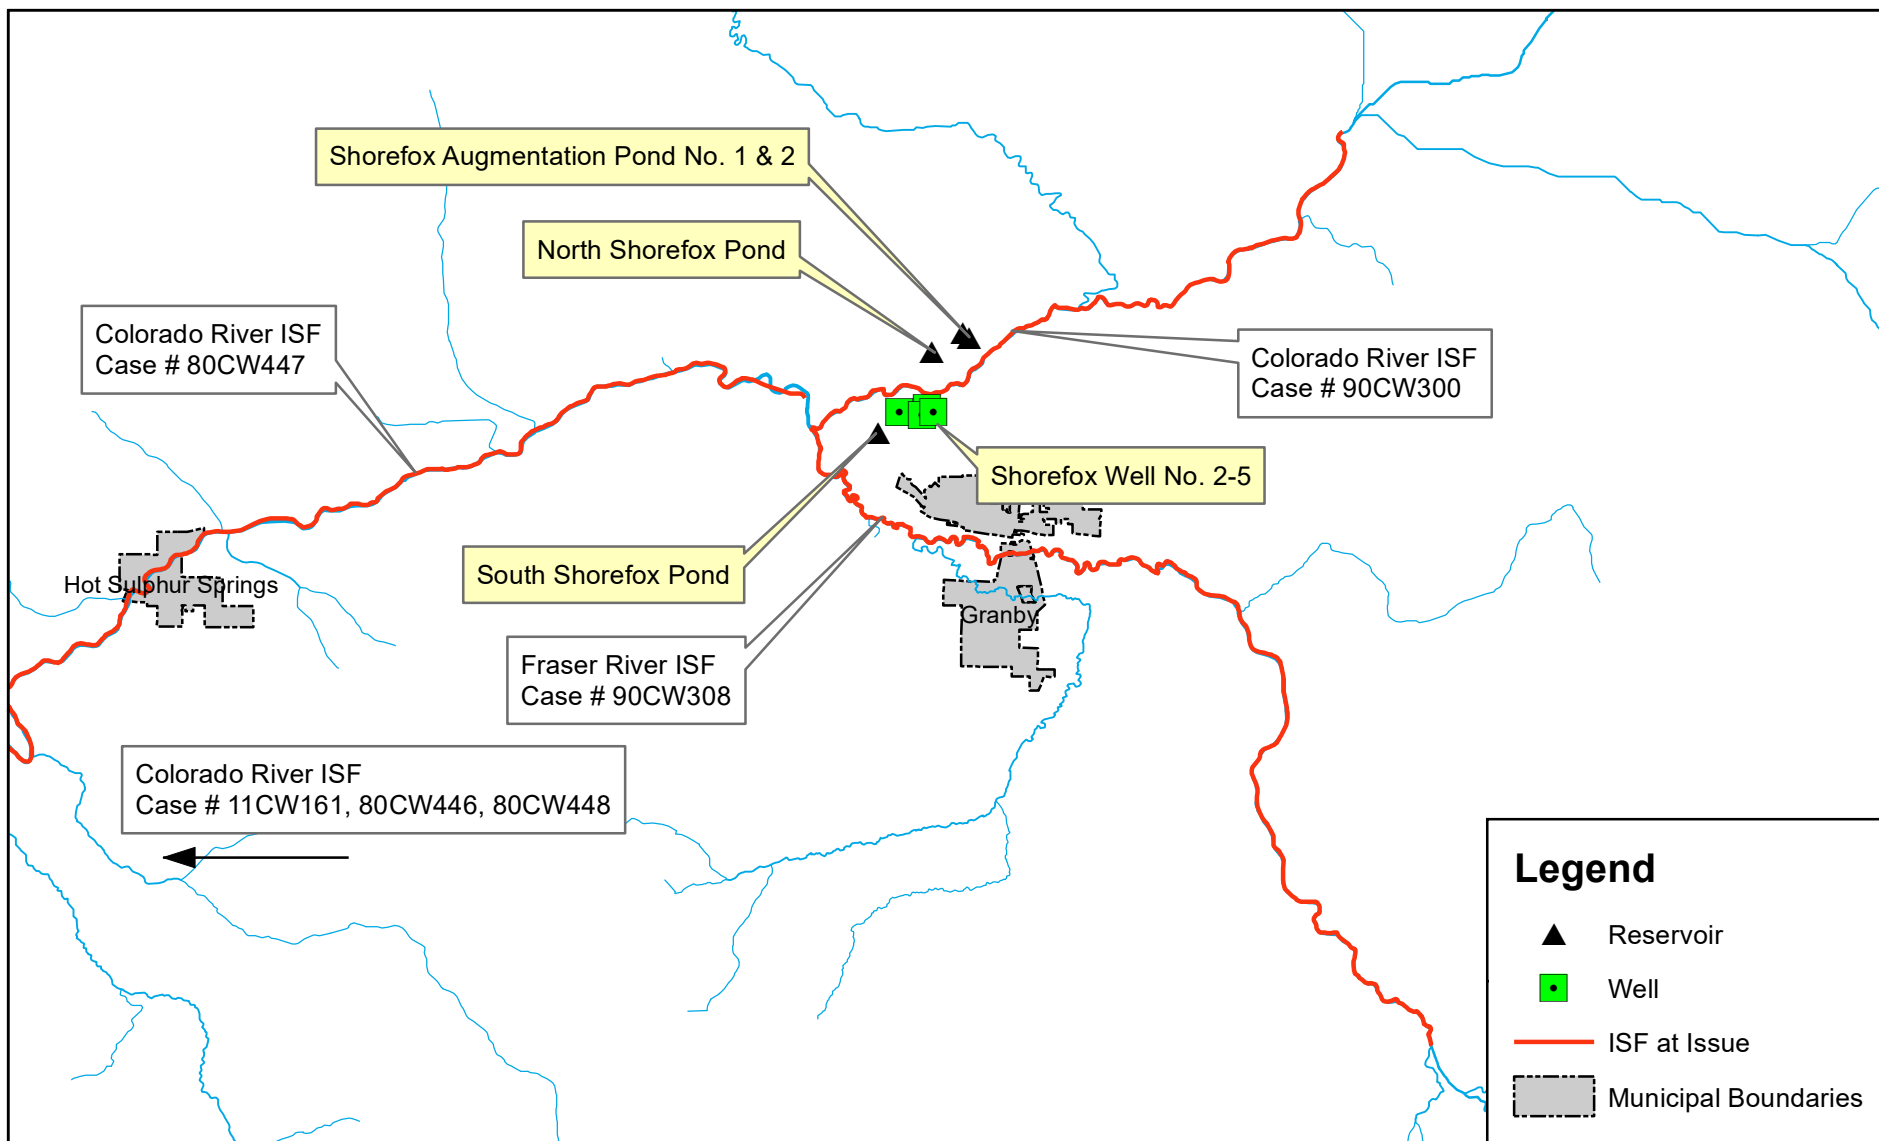 Shorefox Augmentation Pond No. 1 & 2
North Shorefox Pond
Colorado River ISF
Case # 80CW447
Colorado River ISF
Case # 90CW300
Shorefox Well No. 2-5
South Shorefox Pond
Hot Sulphur Springs
Granby
Fraser River ISF
Case # 90CW308
Colorado River ISF
Case # 11CW161, 80CW446, 80CW448
Legend
Reservoir
Well
ISF at Issue
Municipal Boundaries